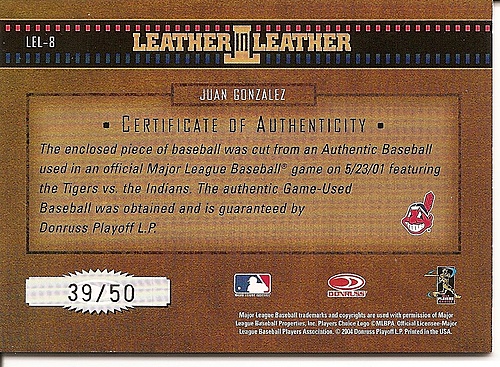 LEL-8
LEATHER IN LEATHER
JUAN GONZALEZ
• CERTIFICATE OF AUTHENTICITY •
The enclosed piece of baseball was cut from an Authentic Baseball
used in an official Major League Baseball® game on 5/23/01 featuring
the Tigers vs. the Indians. The authentic Game-Used
Baseball was obtained and is guaranteed by
Donruss Playoff L.P.
39/50
DONRUSS
PLAYERS
Major League Baseball trademarks and copyrights are used with permission of Major
League Baseball Properties, Inc. Players Choice Logo ©MLBPA. Official Licensee-Major
League Baseball Players Association. © 2004 Donruss Playoff L.P. Printed in the USA.